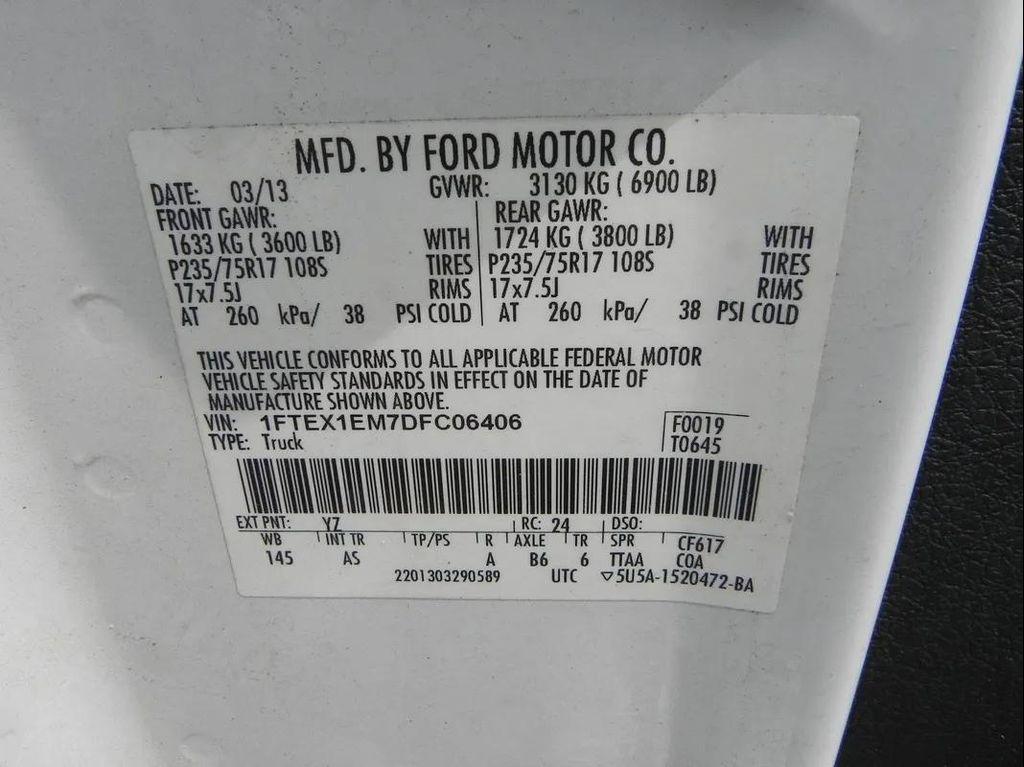 MFD. BY FORD MOTOR CO.
DATE: 03/13 GVWR: 3130 KG ( 6900 LB)
FRONT GAWR: REAR GAWR:
1633 KG ( 3600 LB) WITH 1724 KG ( 3800 LB) WITH
P235/75R17 108S TIRES P235/75R17 108S TIRES
17x7.5J RIMS 17x7.5J RIMS
AT 260 kPa/ 38 PSI COLD AT 260 kPa/ 38 PSI COLD
THIS VEHICLE CONFORMS TO ALL APPLICABLE FEDERAL MOTOR
VEHICLE SAFETY STANDARDS IN EFFECT ON THE DATE OF
MANUFACTURE SHOWN ABOVE.
VIN: 1FTEX1EM7DFC06406 F0019
TYPE: Truck T0645
EXT PNT: YZ RC: 24 DSO:
WB INT TR TP/PS R AXLE TR SPR CF617
145 AS A B6 6 TTAA COA
2201303290589 UTC ▽5U5A-1520472-BA